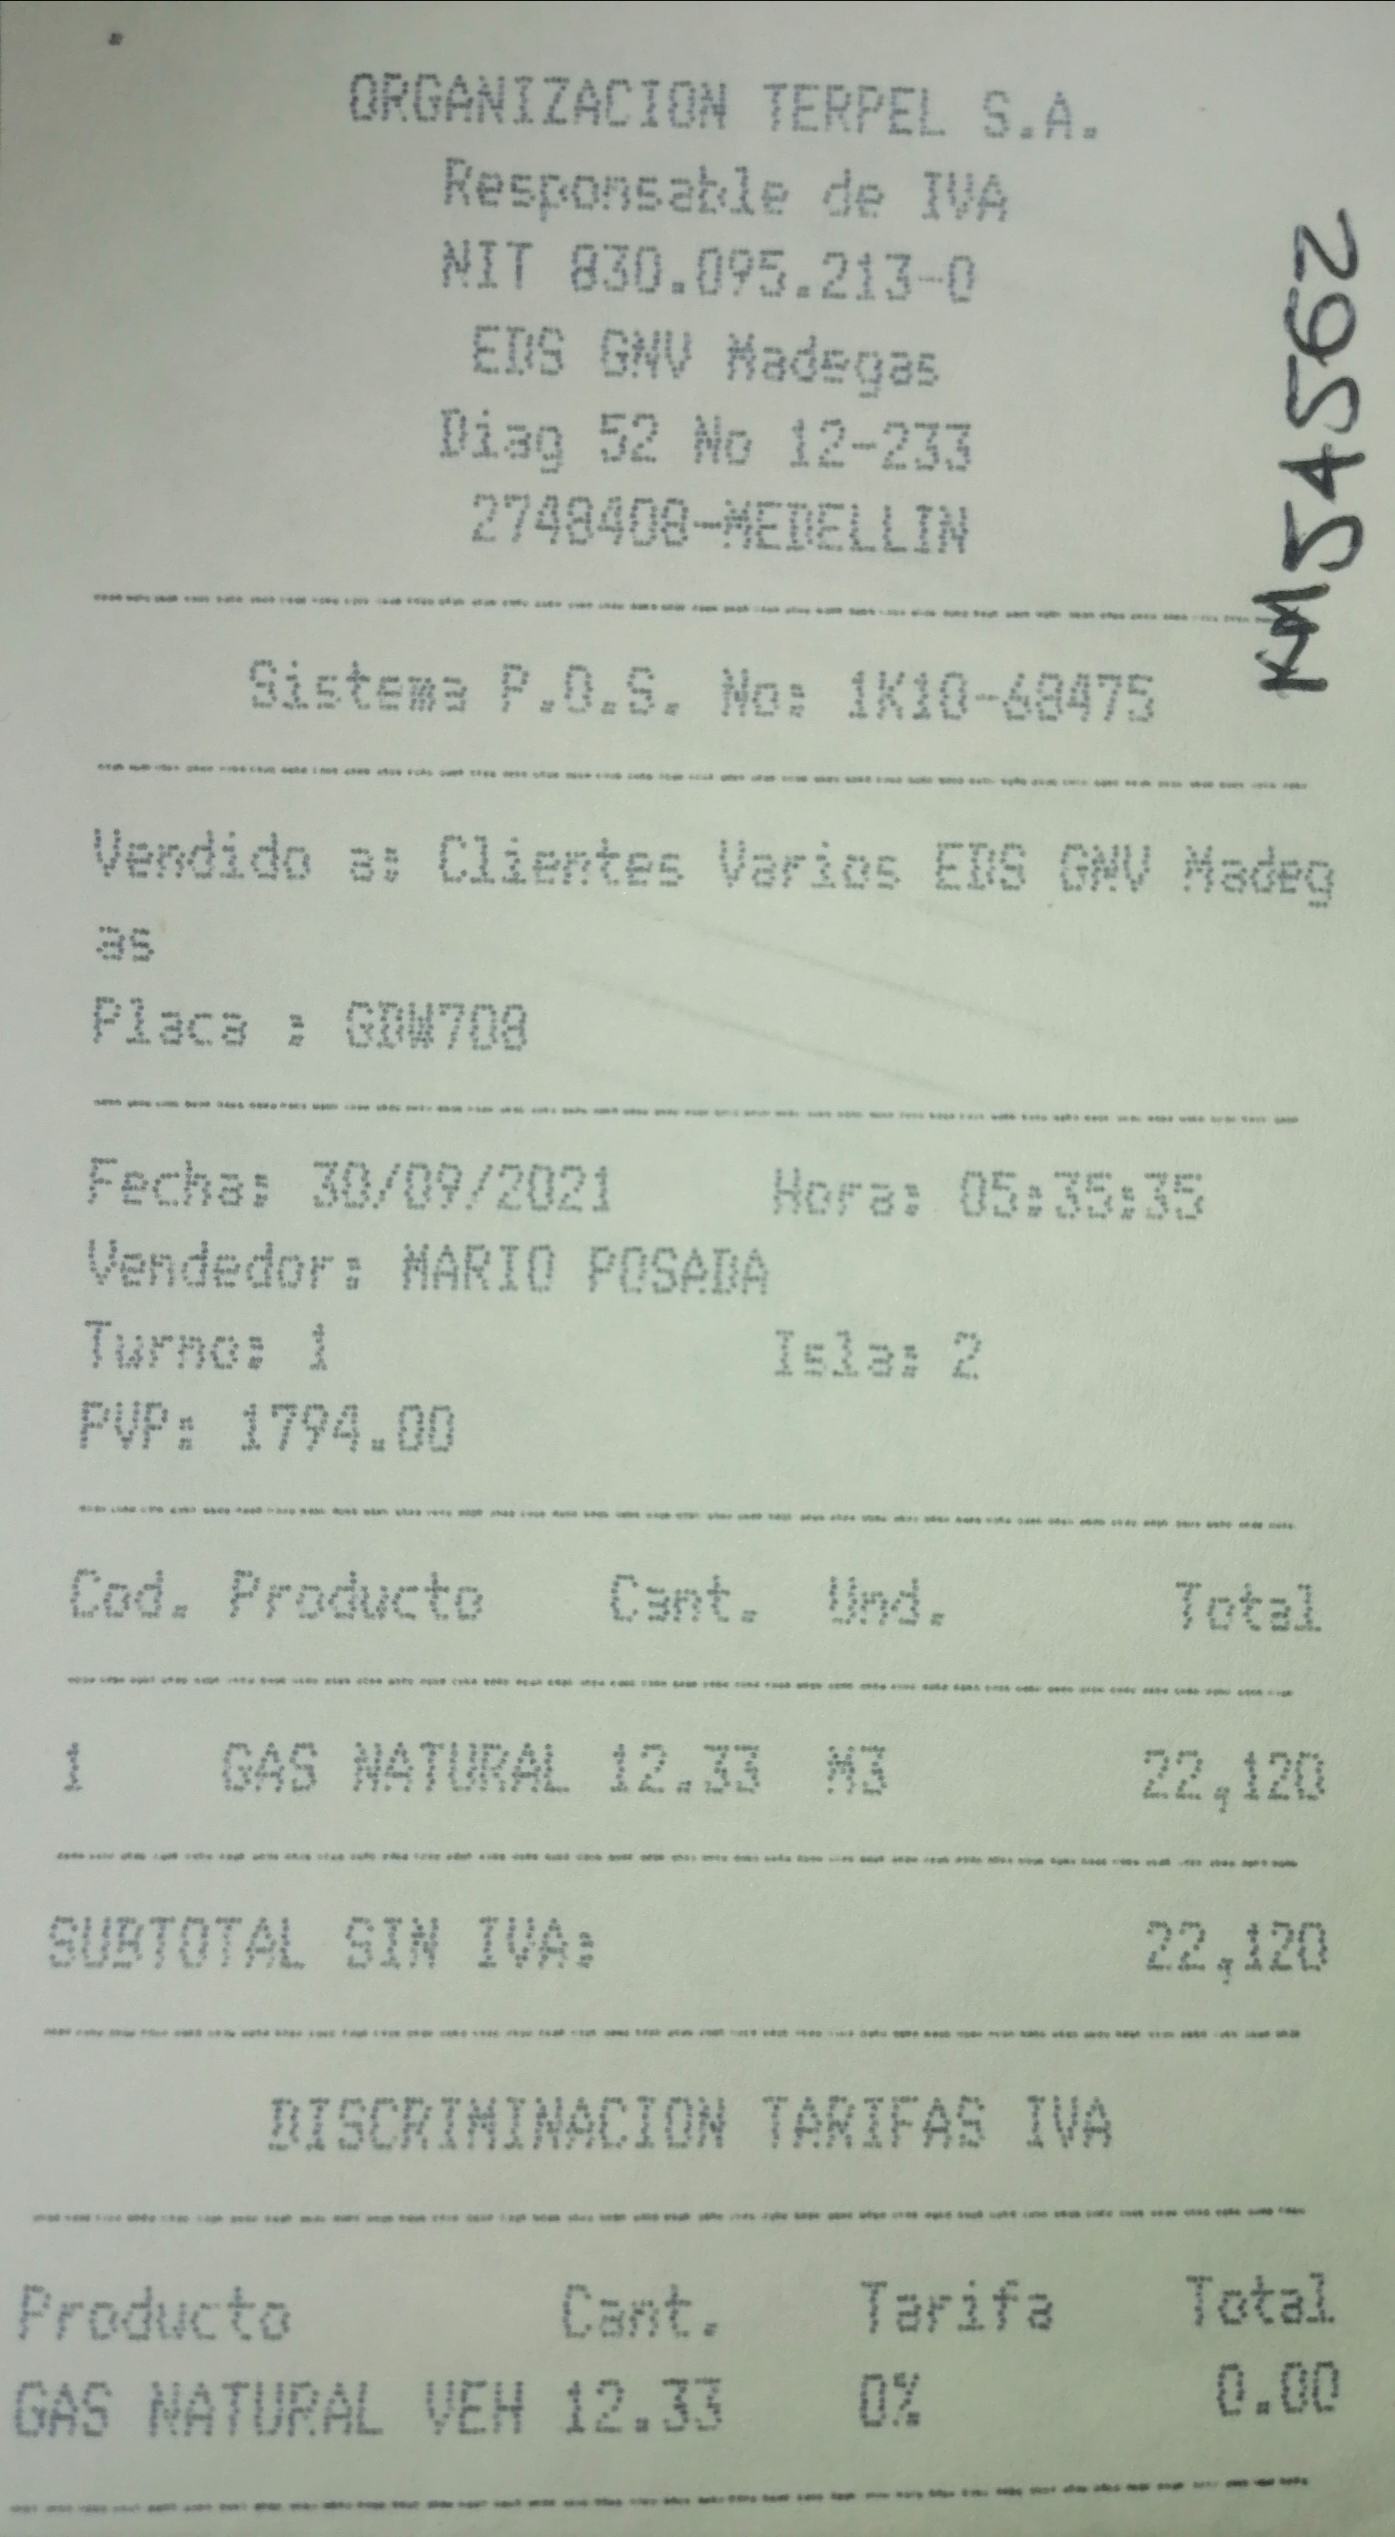 ORGANIZACION TERPEL S.A.
Responsable de IVA
NIT 830.095.213-0
EDS GNV Madegas
Diag 52 No 12-233
2748408-MEDELLIN
KM 54562
Sistema P.O.S. No: 1K10-68475
Vendido a: Clientes Varios EDS GNV Madeg
as
Placa : GDW708
Fecha: 30/09/2021 Hora: 05:35:35
Vendedor: MARIO POSADA
Turno: 1 Isla: 2
PVP: 1794.00
Cod. Producto Cant. Und. Total
1 GAS NATURAL 12.33 M3 22,120
SUBTOTAL SIN IVA: 22,120
DISCRIMINACION TARIFAS IVA
Producto Cant. Tarifa Total
GAS NATURAL VEH 12.33 0% 0.00